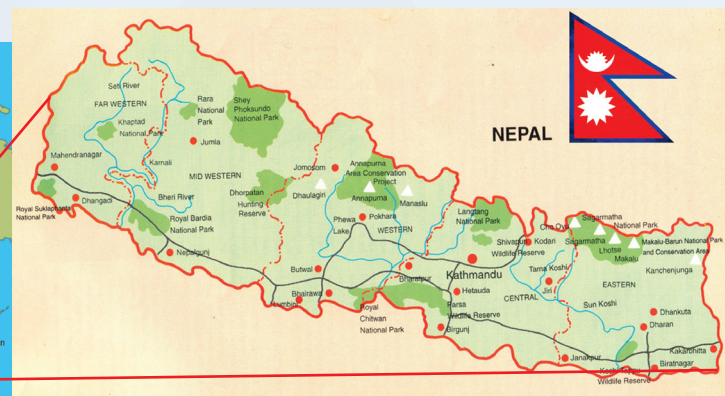 NEPAL
Seti River
FAR WESTERN
Khaptad
National Park
Rara
National
Park
Shey
Phoksundo
National Park
Jumla
Mahendranagar
Karnali
MID WESTERN
Dhangadi
Royal Suklaphanta
National Park
Bheri River
Royal Bardia
National Park
Nepalgunj
Dhorpatan
Hunting
Reserve
Jomosom
Annapurna
Area Conservation
Project
Dhaulagiri
Annapurna
Manaslu
Phewa
Lake
Pokhara
WESTERN
Langtang
National Park
Butwal
Bhairawa
Lumbini
Bharatpur
Royal
Chitwan
National Park
Kathmandu
Shivapuri
Wildlife Reserve
Kodari
Hetauda
Parsa
Wildlife Reserve
Birgunj
CENTRAL
Tama Koshi
Jiri
Cho Oyu
Sagarmatha
National Park
Sagarmatha
Lhotse
Makalu
Makalu-Barun National Park
and Conservation Area
Kanchenjunga
EASTERN
Sun Koshi
Dhankuta
Dharan
Janakpur
Kakarbhitta
Biratnagar
Koshi Tappu
Wildlife Reserve
n